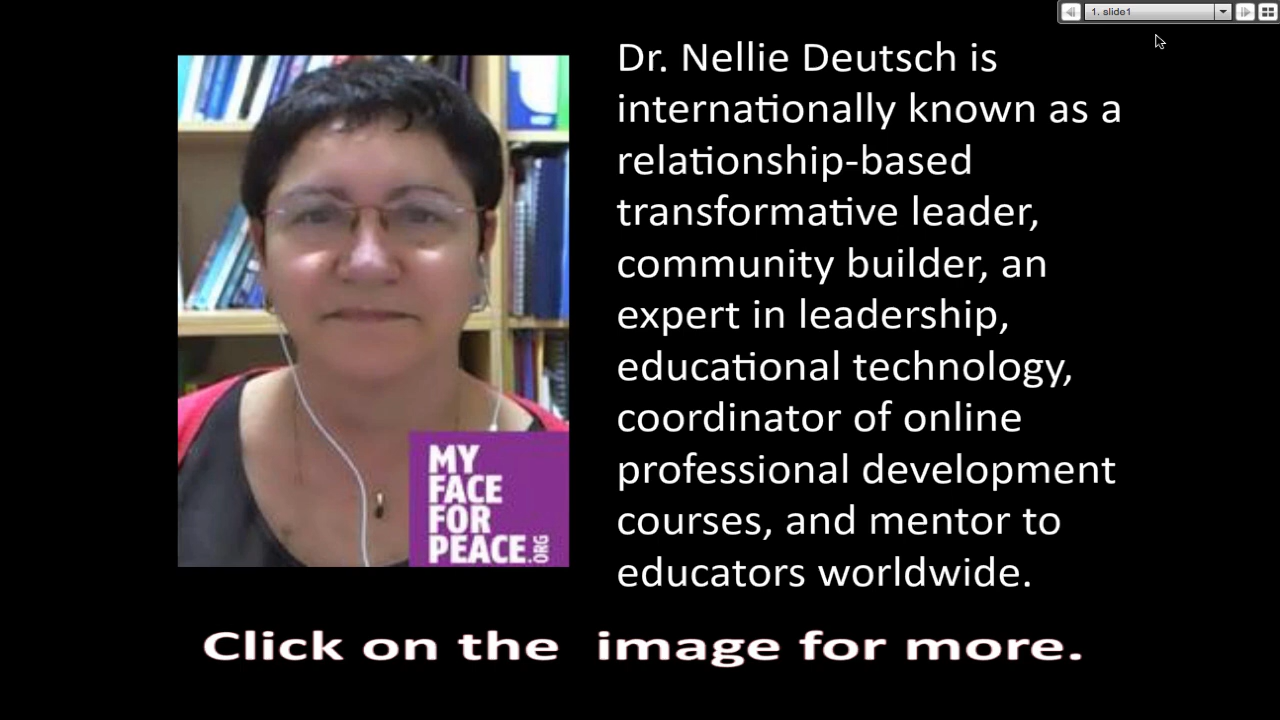 1. slide1
Dr. Nellie Deutsch is
internationally known as a
relationship-based
transformative leader,
community builder, an
expert in leadership,
educational technology,
coordinator of online
professional development
courses, and mentor to
educators worldwide.
MY
FACE
FOR
PEACE.ORG
Click on the image for more.